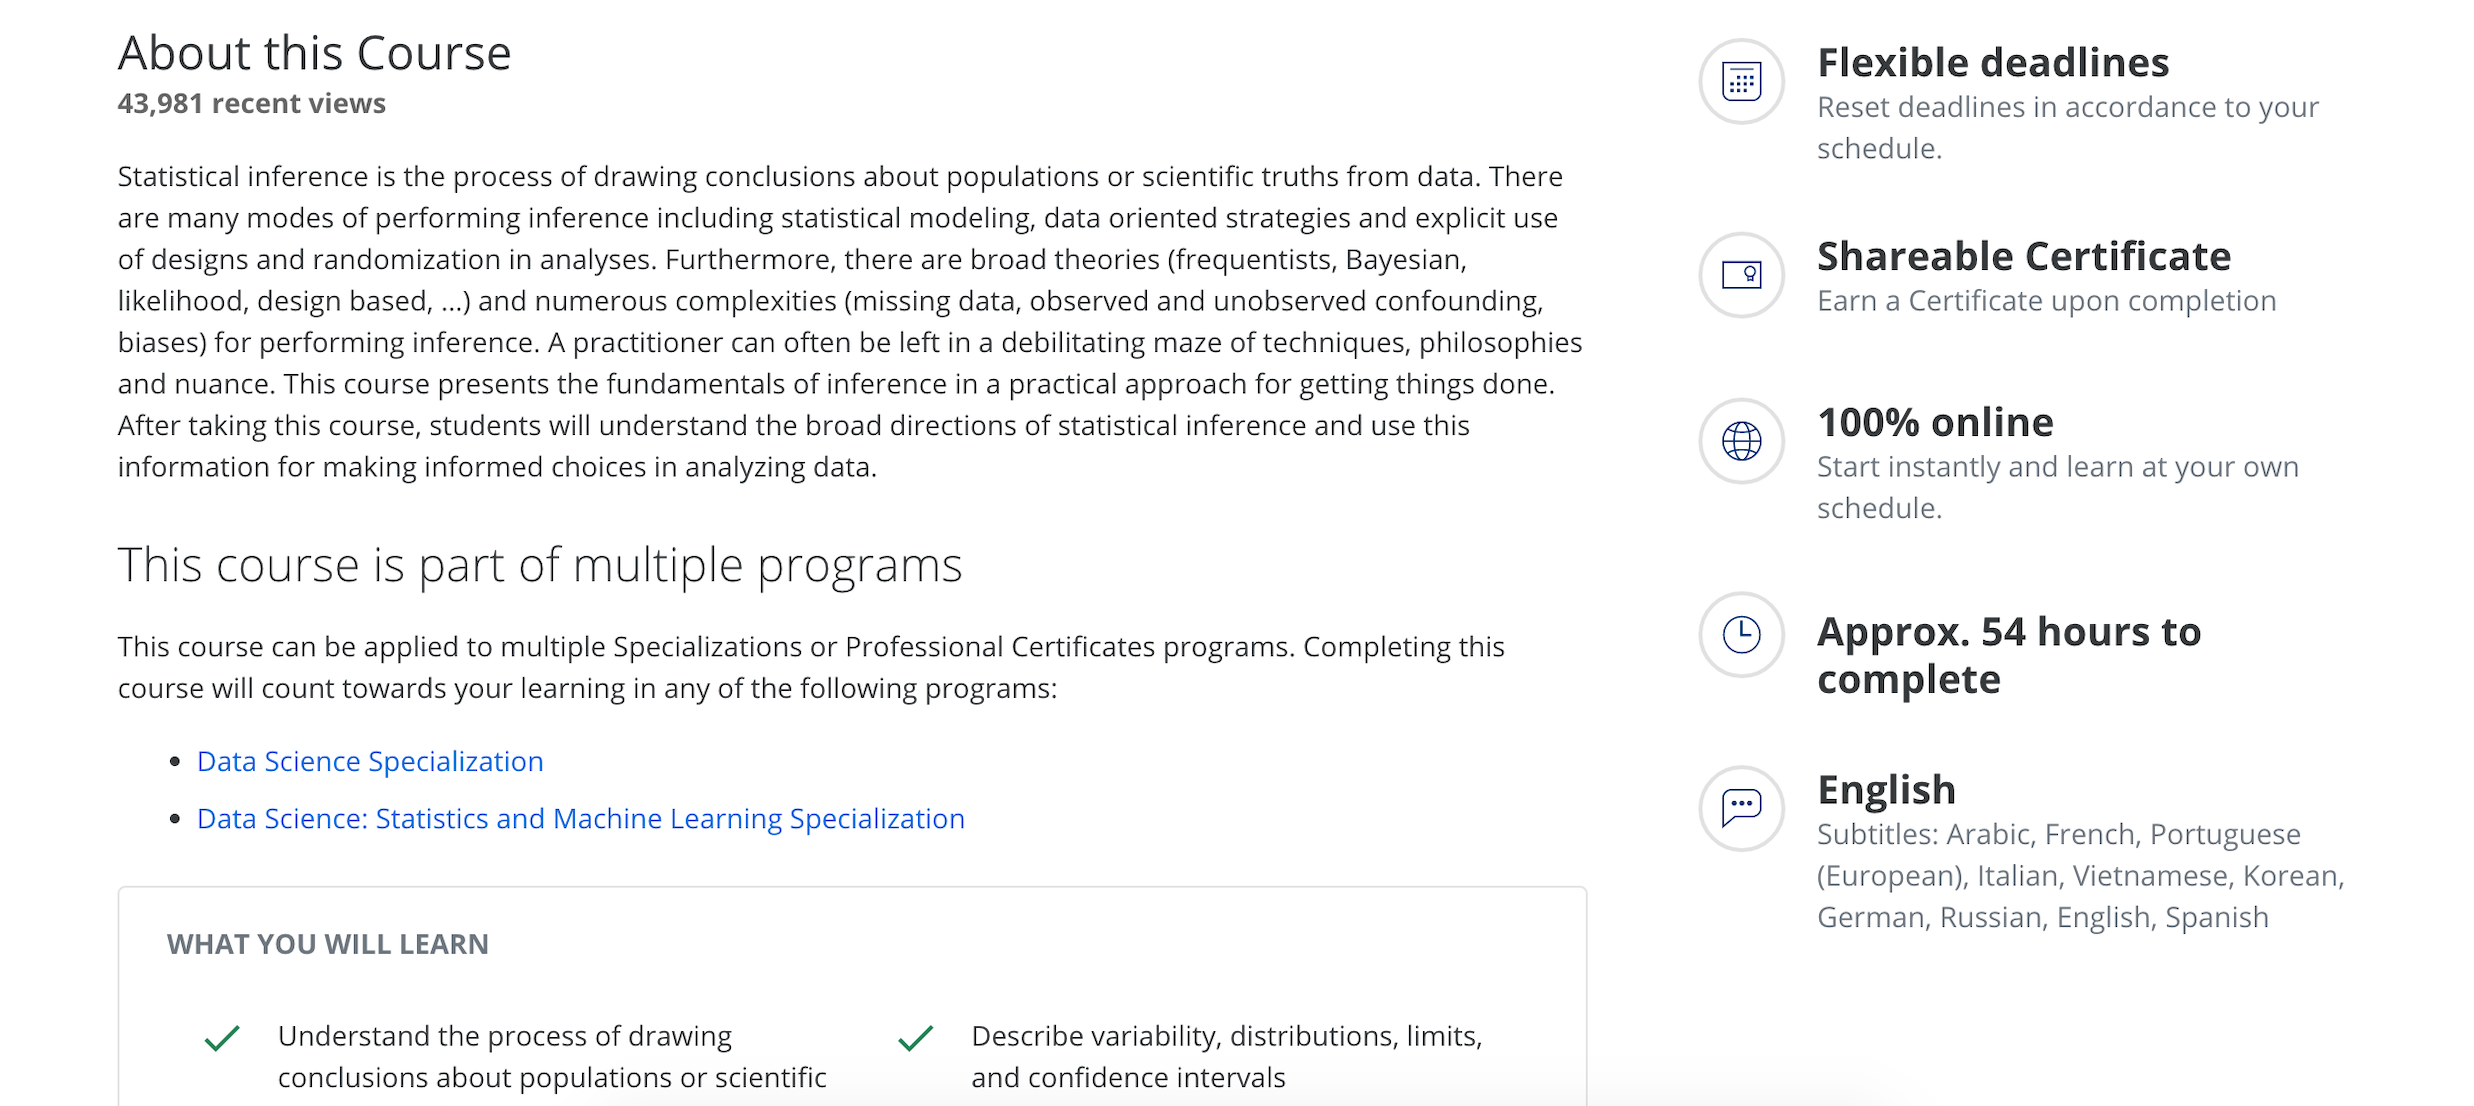 About this Course
43,981 recent views
Statistical inference is the process of drawing conclusions about populations or scientific truths from data. There
are many modes of performing inference including statistical modeling, data oriented strategies and explicit use
of designs and randomization in analyses. Furthermore, there are broad theories (frequentists, Bayesian,
likelihood, design based, …) and numerous complexities (missing data, observed and unobserved confounding,
biases) for performing inference. A practitioner can often be left in a debilitating maze of techniques, philosophies
and nuance. This course presents the fundamentals of inference in a practical approach for getting things done.
After taking this course, students will understand the broad directions of statistical inference and use this
information for making informed choices in analyzing data.
This course is part of multiple programs
This course can be applied to multiple Specializations or Professional Certificates programs. Completing this
course will count towards your learning in any of the following programs:
• Data Science Specialization
• Data Science: Statistics and Machine Learning Specialization
WHAT YOU WILL LEARN
Understand the process of drawing
conclusions about populations or scientific
Describe variability, distributions, limits,
and confidence intervals
Flexible deadlines
Reset deadlines in accordance to your
schedule.
Shareable Certificate
Earn a Certificate upon completion
100% online
Start instantly and learn at your own
schedule.
Approx. 54 hours to
complete
English
Subtitles: Arabic, French, Portuguese
(European), Italian, Vietnamese, Korean,
German, Russian, English, Spanish